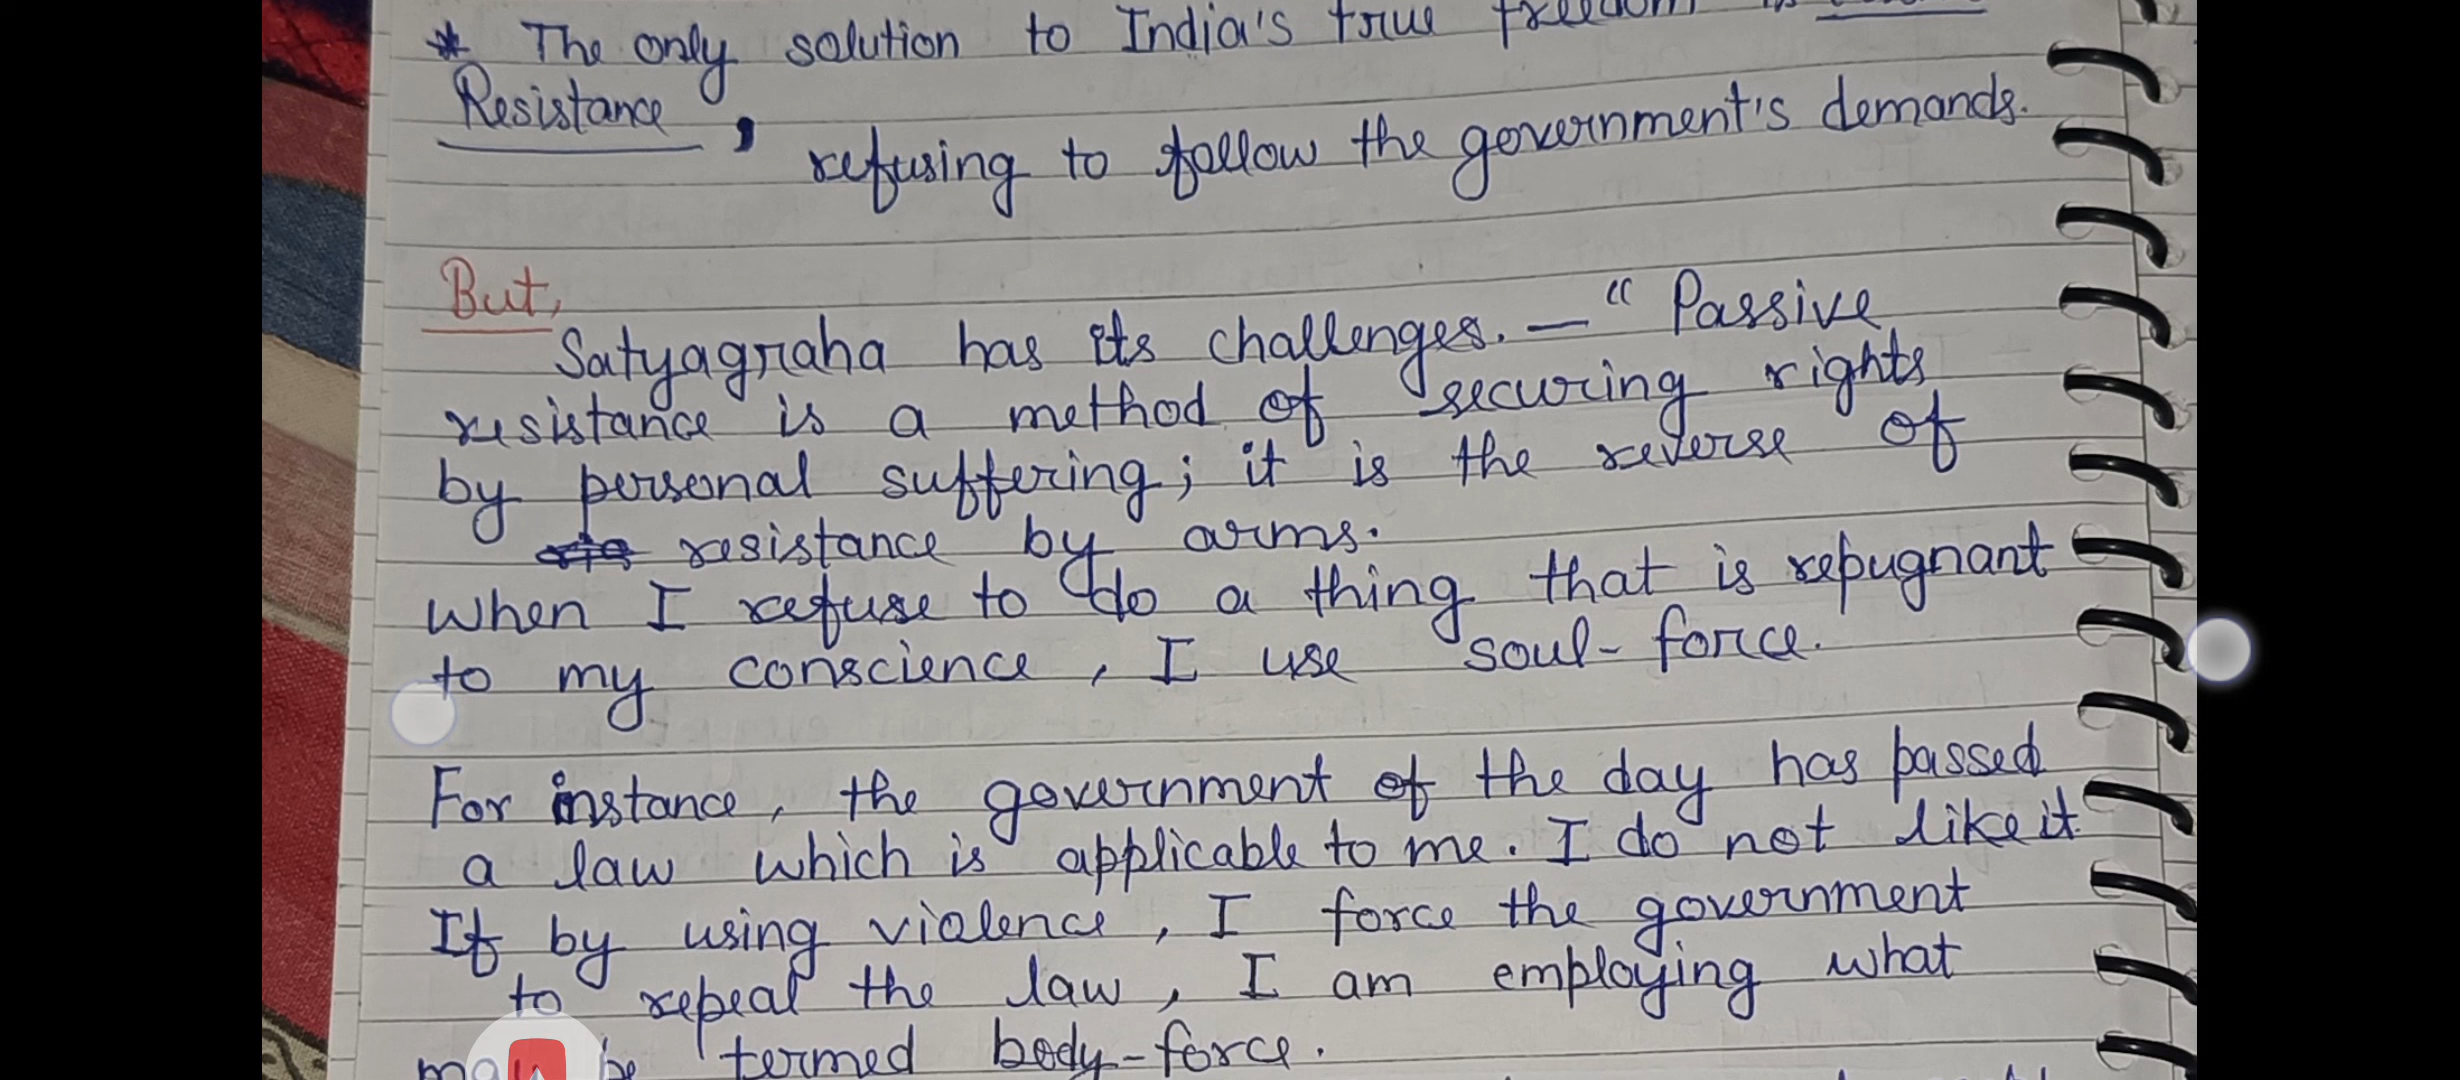 * The only solution to India's true freedom is
Resistance, refusing to follow the government's demands.
But,
Satyagraha has its challenges. — “Passive
resistance is a method of securing rights
by personal suffering; it is the reverse of
resistance by arms.
When I refuse to do a thing that is repugnant
to my conscience, I use soul-force.
For instance, the government of the day has passed
a law which is applicable to me. I do not like it
If by using violence, I force the government
to repeal the law, I am employing what
may be termed body-force.